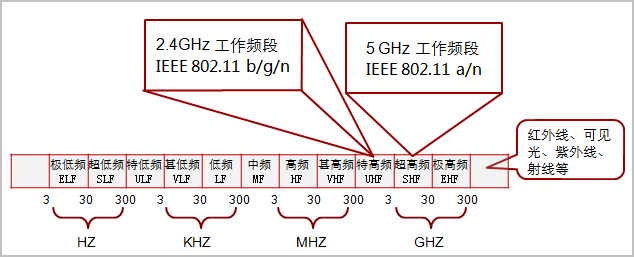 2.4GHz 工作频段
IEEE 802.11 b/g/n
5 GHz 工作频段
IEEE 802.11 a/n
红外线、可见
光、紫外线、
射线等
极低频 超低频 特低频 甚低频 低频 中频 高频 甚高频 特高频 超高频 极高频
ELF SLF ULF VLF LF MF HF VHF UHF SHF EHF
3 30 300 3 30 300 3 30 300 3 30 300
HZ KHZ MHZ GHZ